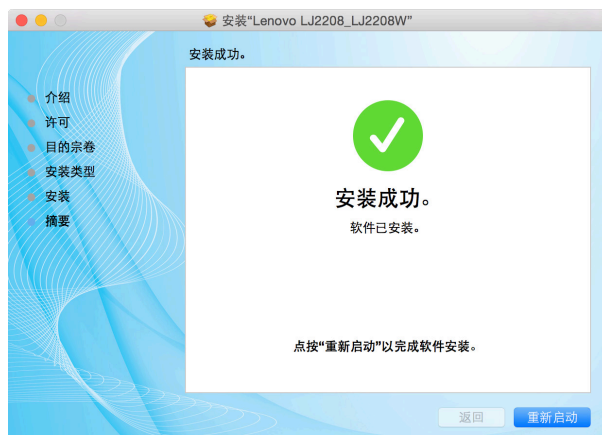 安装“Lenovo LJ2208_LJ2208W”
安装成功。
介绍
许可
目的宗卷
安装类型
安装
摘要
安装成功。
软件已安装。
点按“重新启动”以完成软件安装。
返回
重新启动